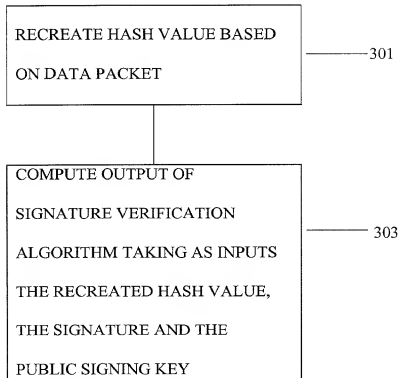 RECREATE HASH VALUE BASED
ON DATA PACKET
301
COMPUTE OUTPUT OF
SIGNATURE VERIFICATION
ALGORITHM TAKING AS INPUTS
303
THE RECREATED HASH VALUE,
THE SIGNATURE AND THE
PUBLIC SIGNING KEY